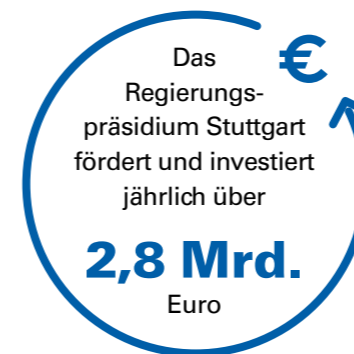 Das
€
Regierungs-
präsidium Stuttgart
fördert und investiert
jährlich über
2,8 Mrd.
Euro